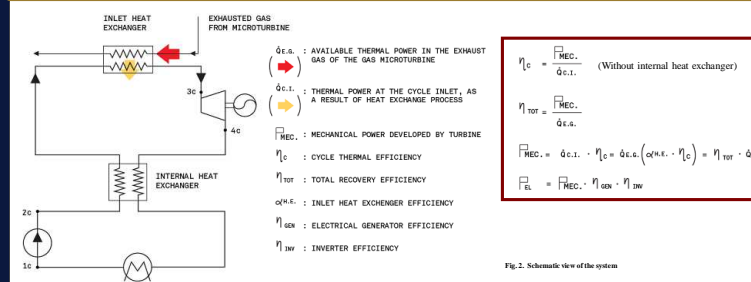 INLET HEAT
EXCHANGER
EXHAUSTED GAS
FROM MICROTURBINE
3c
4c
INTERNAL HEAT
EXCHANGER
2c
1c
Q̇E.G. : AVAILABLE THERMAL POWER IN THE EXHAUST
GAS OF THE GAS MICROTURBINE
Q̇C.I. : THERMAL POWER AT THE CYCLE INLET, AS
A RESULT OF HEAT EXCHANGE PROCESS
PMEC. : MECHANICAL POWER DEVELOPED BY TURBINE
ηC : CYCLE THERMAL EFFICIENCY
ηTOT : TOTAL RECOVERY EFFICIENCY
αH.E. : INLET HEAT EXCHENGER EFFICIENCY
ηGEN : ELECTRICAL GENERATOR EFFICIENCY
ηINV : INVERTER EFFICIENCY
ηC = PMEC. / Q̇C.I. (Without internal heat exchanger)
ηTOT = PMEC. / Q̇E.G.
PMEC. = Q̇C.I. · ηC = Q̇E.G. (αH.E. · ηC) = ηTOT · Q̇
PEL = PMEC. · ηGEN · ηINV
Fig. 2. Schematic view of the system